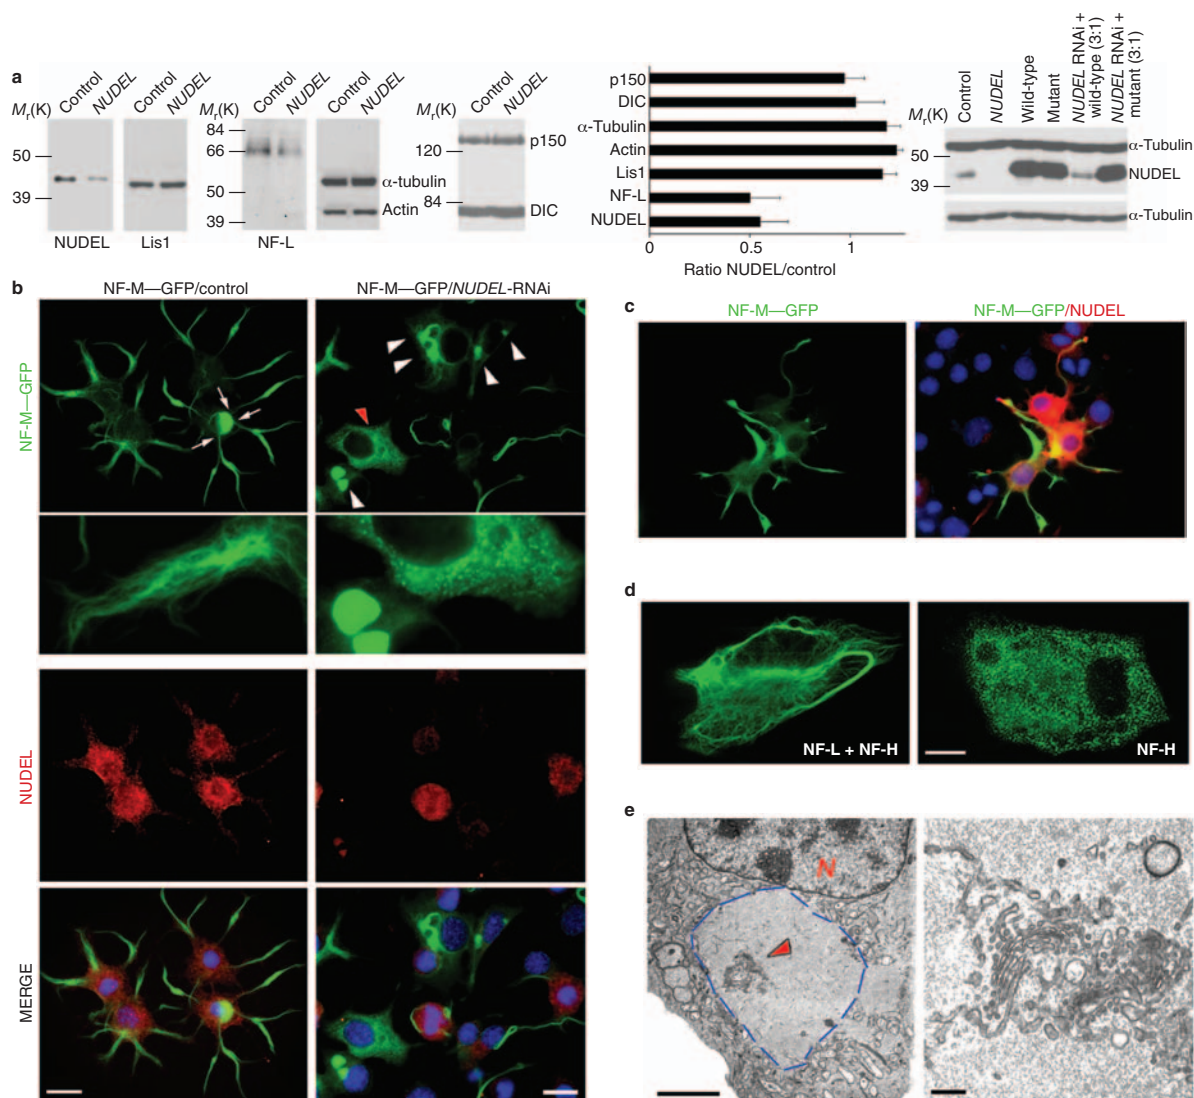 a
Mr(K)
Control
NUDEL
Control
NUDEL
50
39
NUDEL
Lis1
Mr(K)
Control
NUDEL
Control
NUDEL
84
66
50
39
α-tubulin
Actin
NF-L
Mr(K)
Control
NUDEL
120
84
p150
DIC
p150
DIC
α-Tubulin
Actin
Lis1
NF-L
NUDEL
0
0.5
1
Ratio NUDEL/control
Mr(K)
Control
NUDEL
Wild-type
Mutant
NUDEL RNAi +
wild-type (3:1)
NUDEL RNAi +
mutant (3:1)
50
39
α-Tubulin
NUDEL
α-Tubulin
b
NF-M—GFP/control
NF-M—GFP/NUDEL-RNAi
NF-M—GFP
NUDEL
MERGE
c
NF-M—GFP
NF-M—GFP/NUDEL
d
NF-L + NF-H
NF-H
e
N